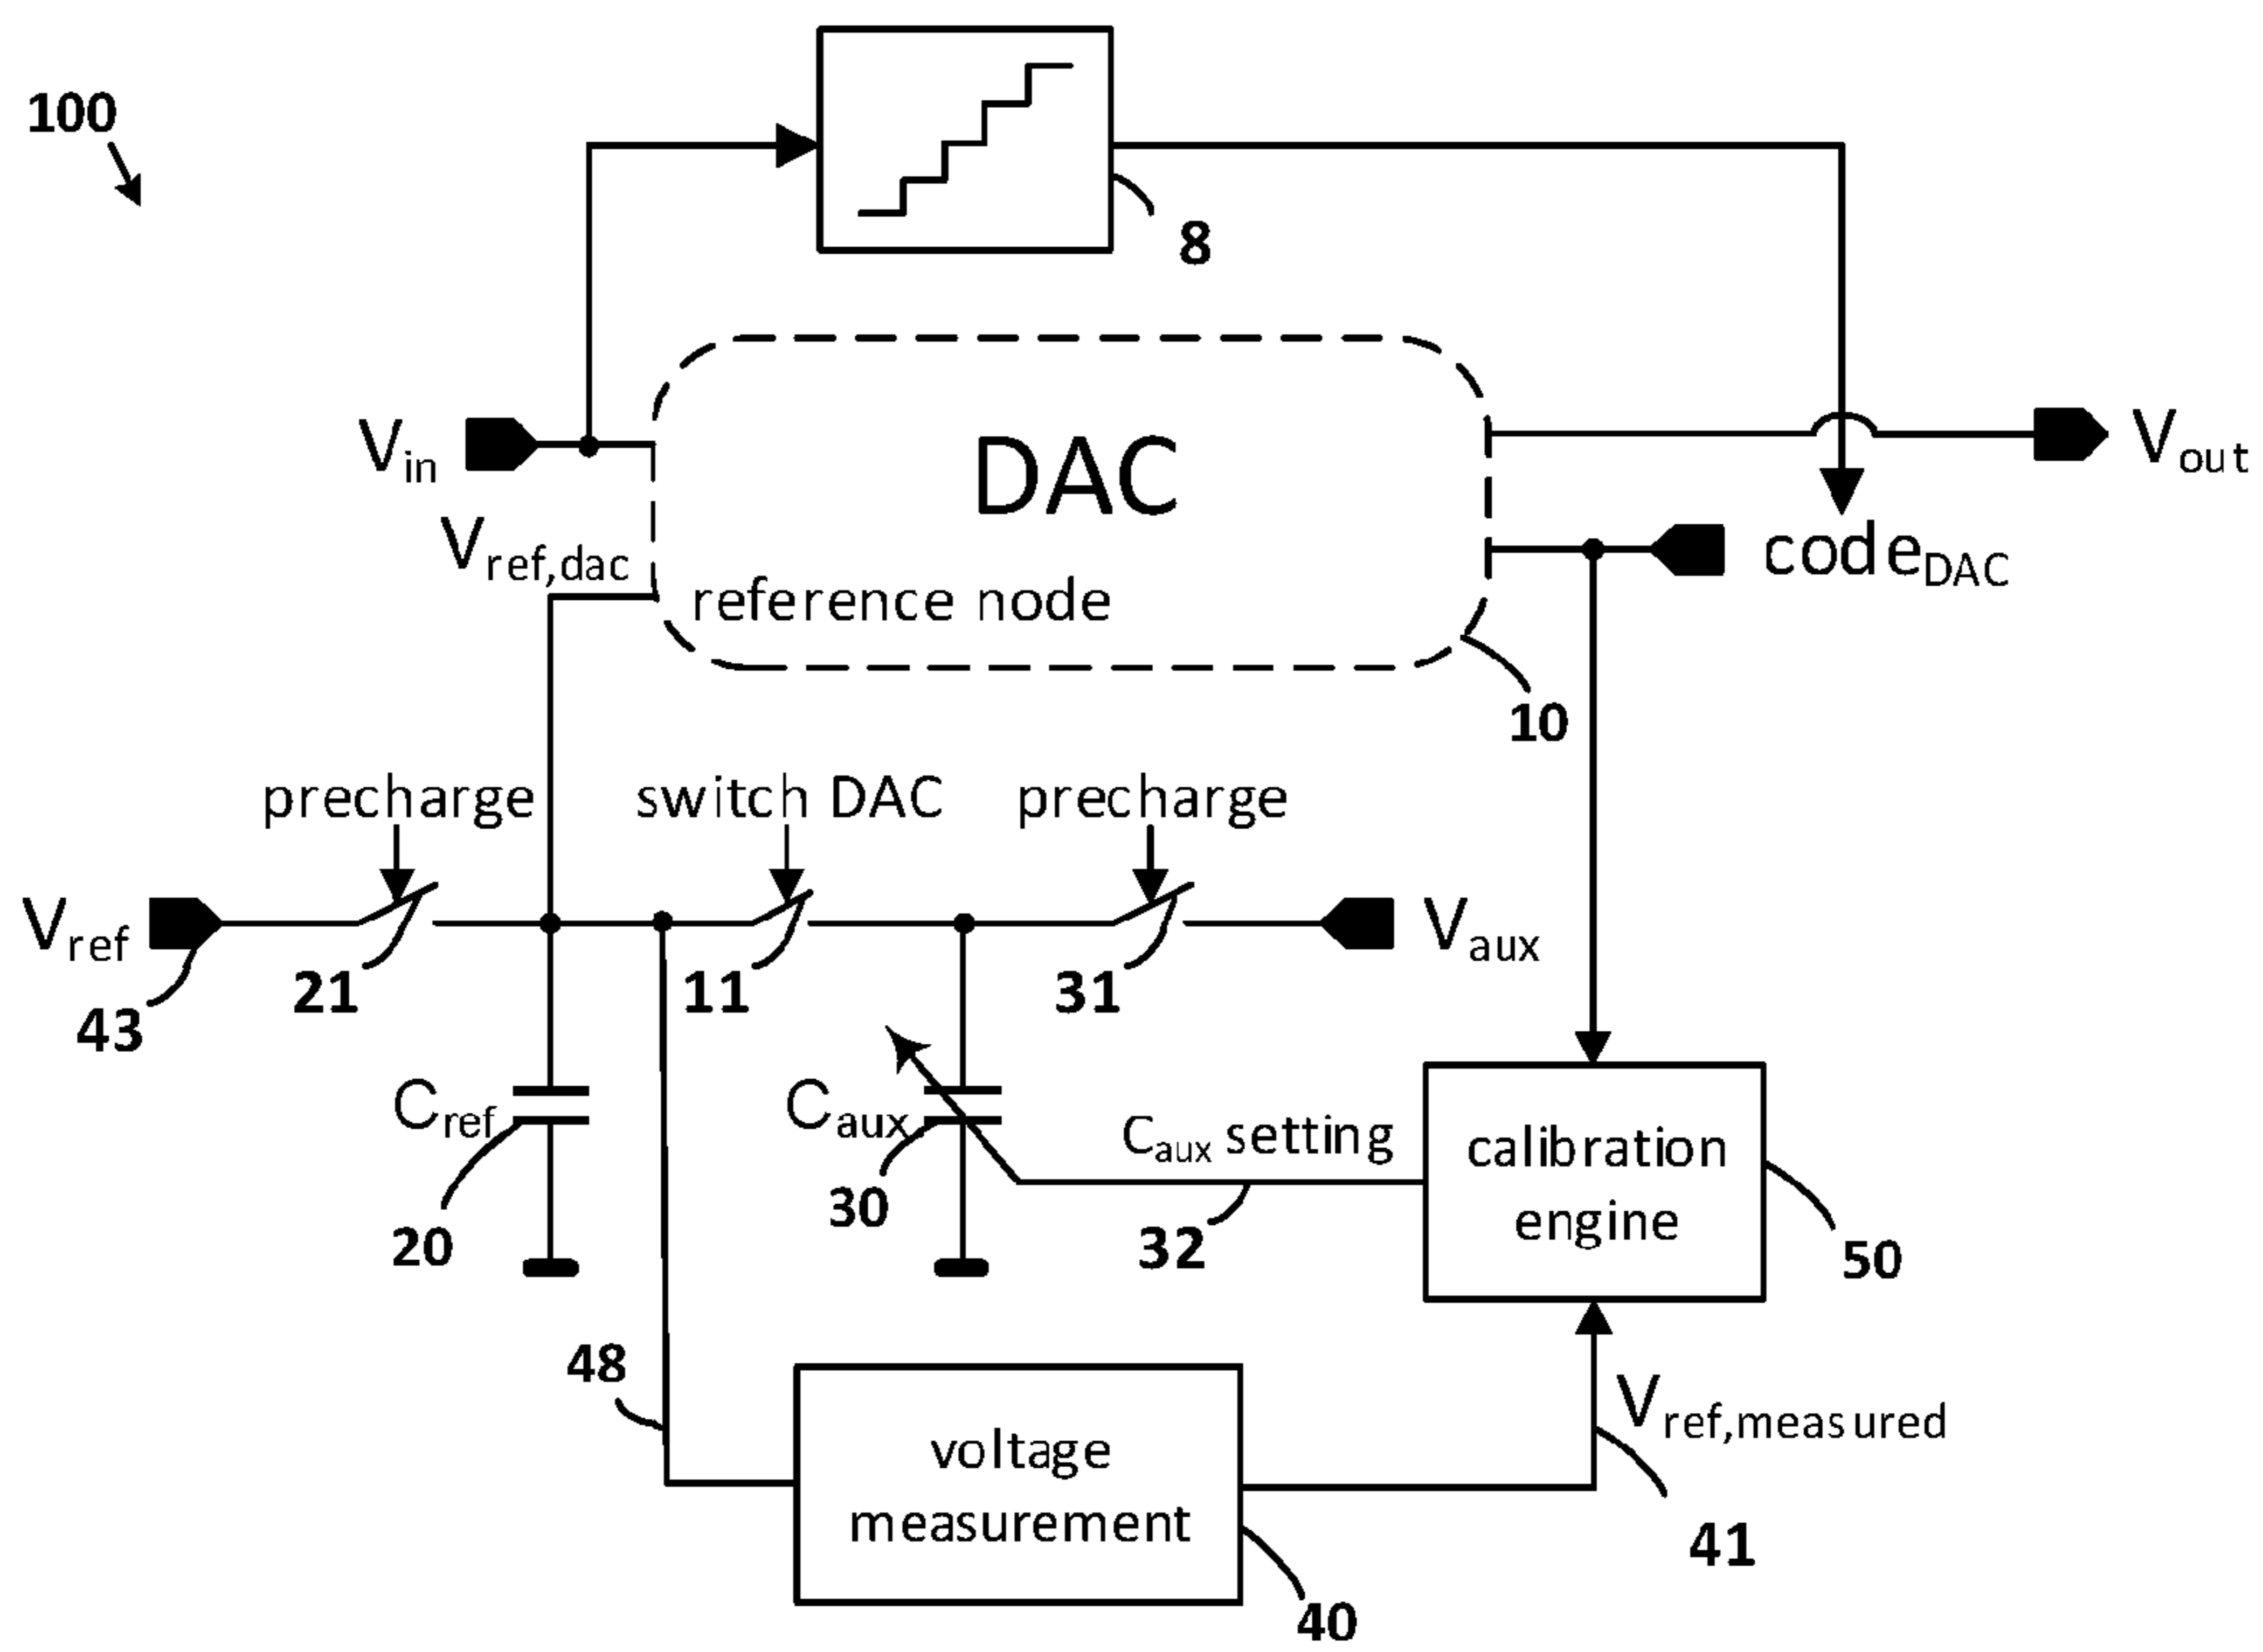 100
8
V_in
DAC
V_out
V_ref,dac
code_DAC
reference node
10
precharge
switch DAC
precharge
V_ref
V_aux
21
11
31
43
C_ref
C_aux
C_aux setting
calibration
engine
20
30
32
50
48
V_ref,measured
voltage
measurement
41
40